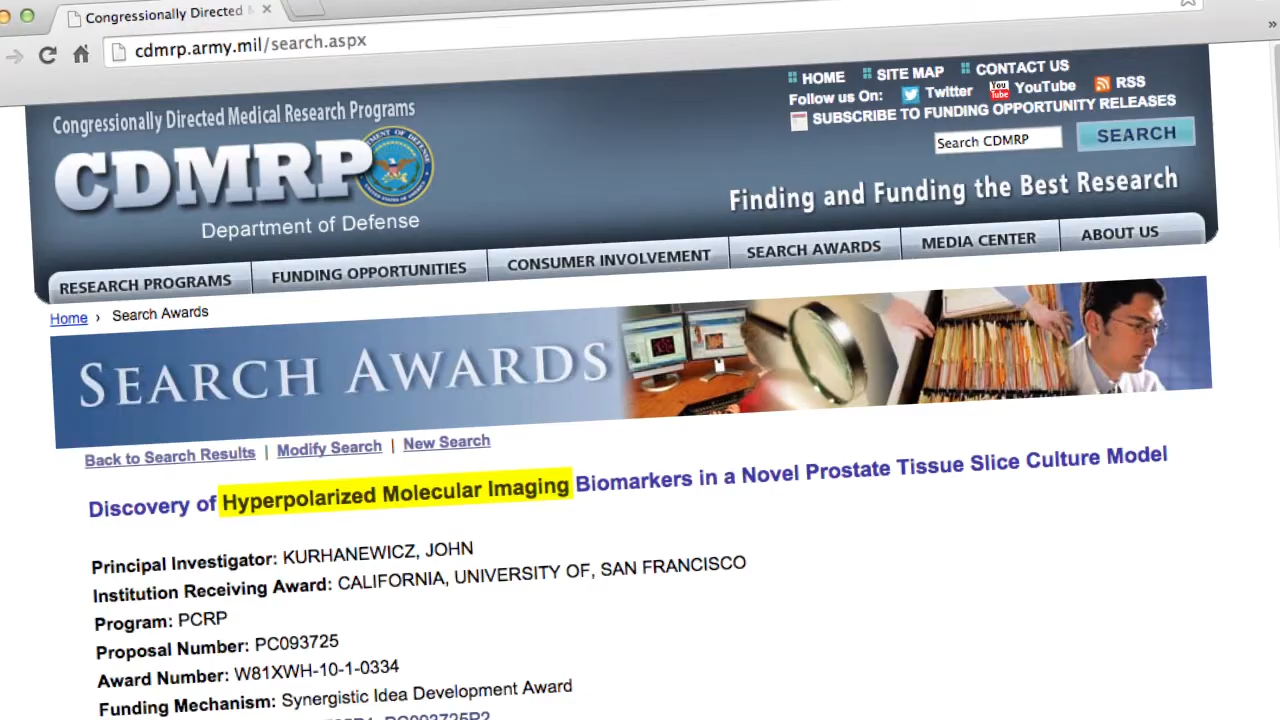 Congressionally Directed M
cdmrp.army.mil/search.aspx
HOME SITE MAP CONTACT US
Follow us On: Twitter You Tube YouTube RSS
SUBSCRIBE TO FUNDING OPPORTUNITY RELEASES
Search CDMRP SEARCH
Congressionally Directed Medical Research Programs
CDMRP
Department of Defense
Finding and Funding the Best Research
RESEARCH PROGRAMS FUNDING OPPORTUNITIES CONSUMER INVOLVEMENT SEARCH AWARDS MEDIA CENTER ABOUT US
Home › Search Awards
SEARCH AWARDS
Back to Search Results | Modify Search | New Search
Discovery of Hyperpolarized Molecular Imaging Biomarkers in a Novel Prostate Tissue Slice Culture Model
Principal Investigator: KURHANEWICZ, JOHN
Institution Receiving Award: CALIFORNIA, UNIVERSITY OF, SAN FRANCISCO
Program: PCRP
Proposal Number: PC093725
Award Number: W81XWH-10-1-0334
Funding Mechanism: Synergistic Idea Development Award
PC093725P2